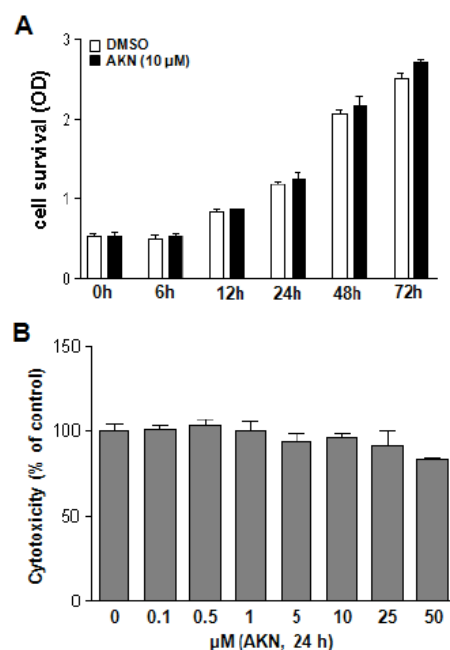 A
DMSO
AKN (10 µM)
cell survival (OD)
3
2
1
0
0h 6h 12h 24h 48h 72h
B
Cytotoxicity (% of control)
150
100
50
0
0 0.1 0.5 1 5 10 25 50
µM (AKN, 24 h)